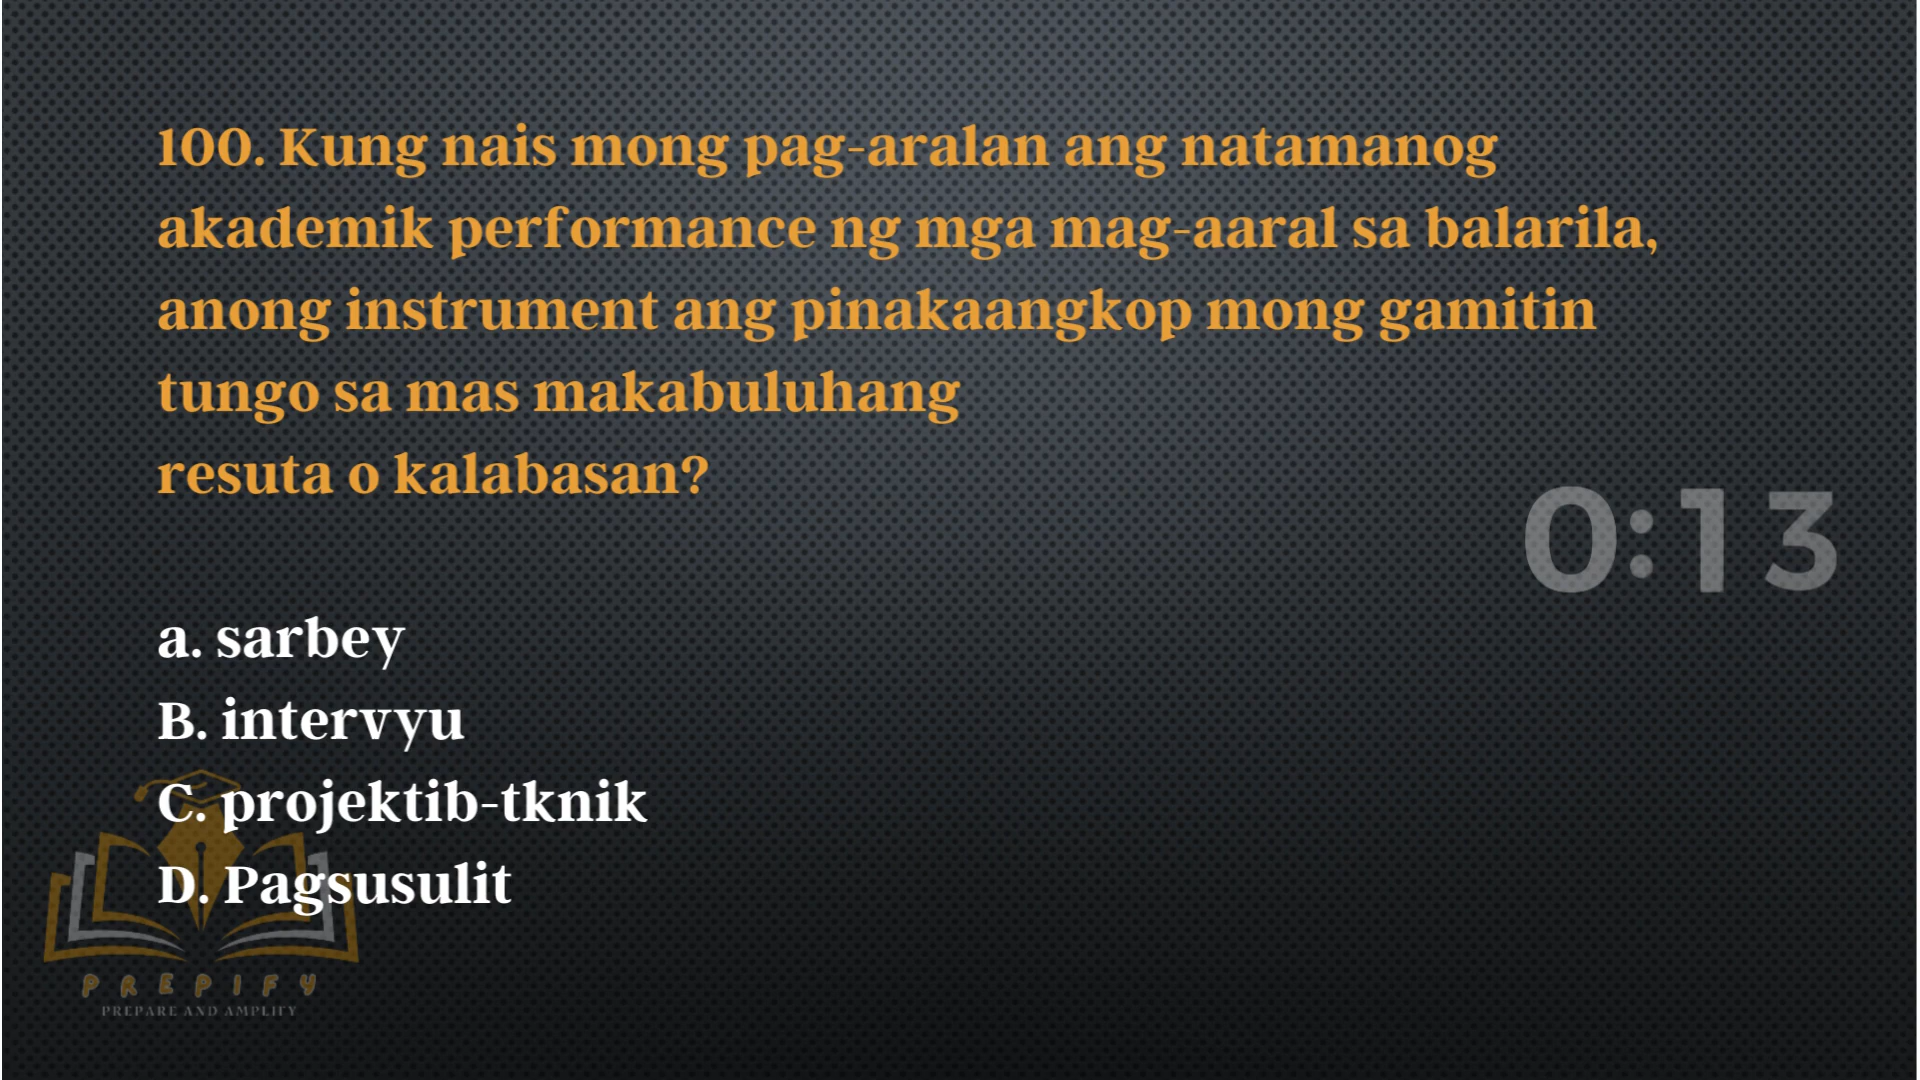 100. Kung nais mong pag-aralan ang natamanog
akademik performance ng mga mag-aaral sa balarila,
anong instrument ang pinakaangkop mong gamitin
tungo sa mas makabuluhang
resuta o kalabasan?
0:13
a. sarbey
B. intervyu
C. projektib-tknik
D. Pagsusulit
PREPIFY
PREPARE AND AMPLIFY